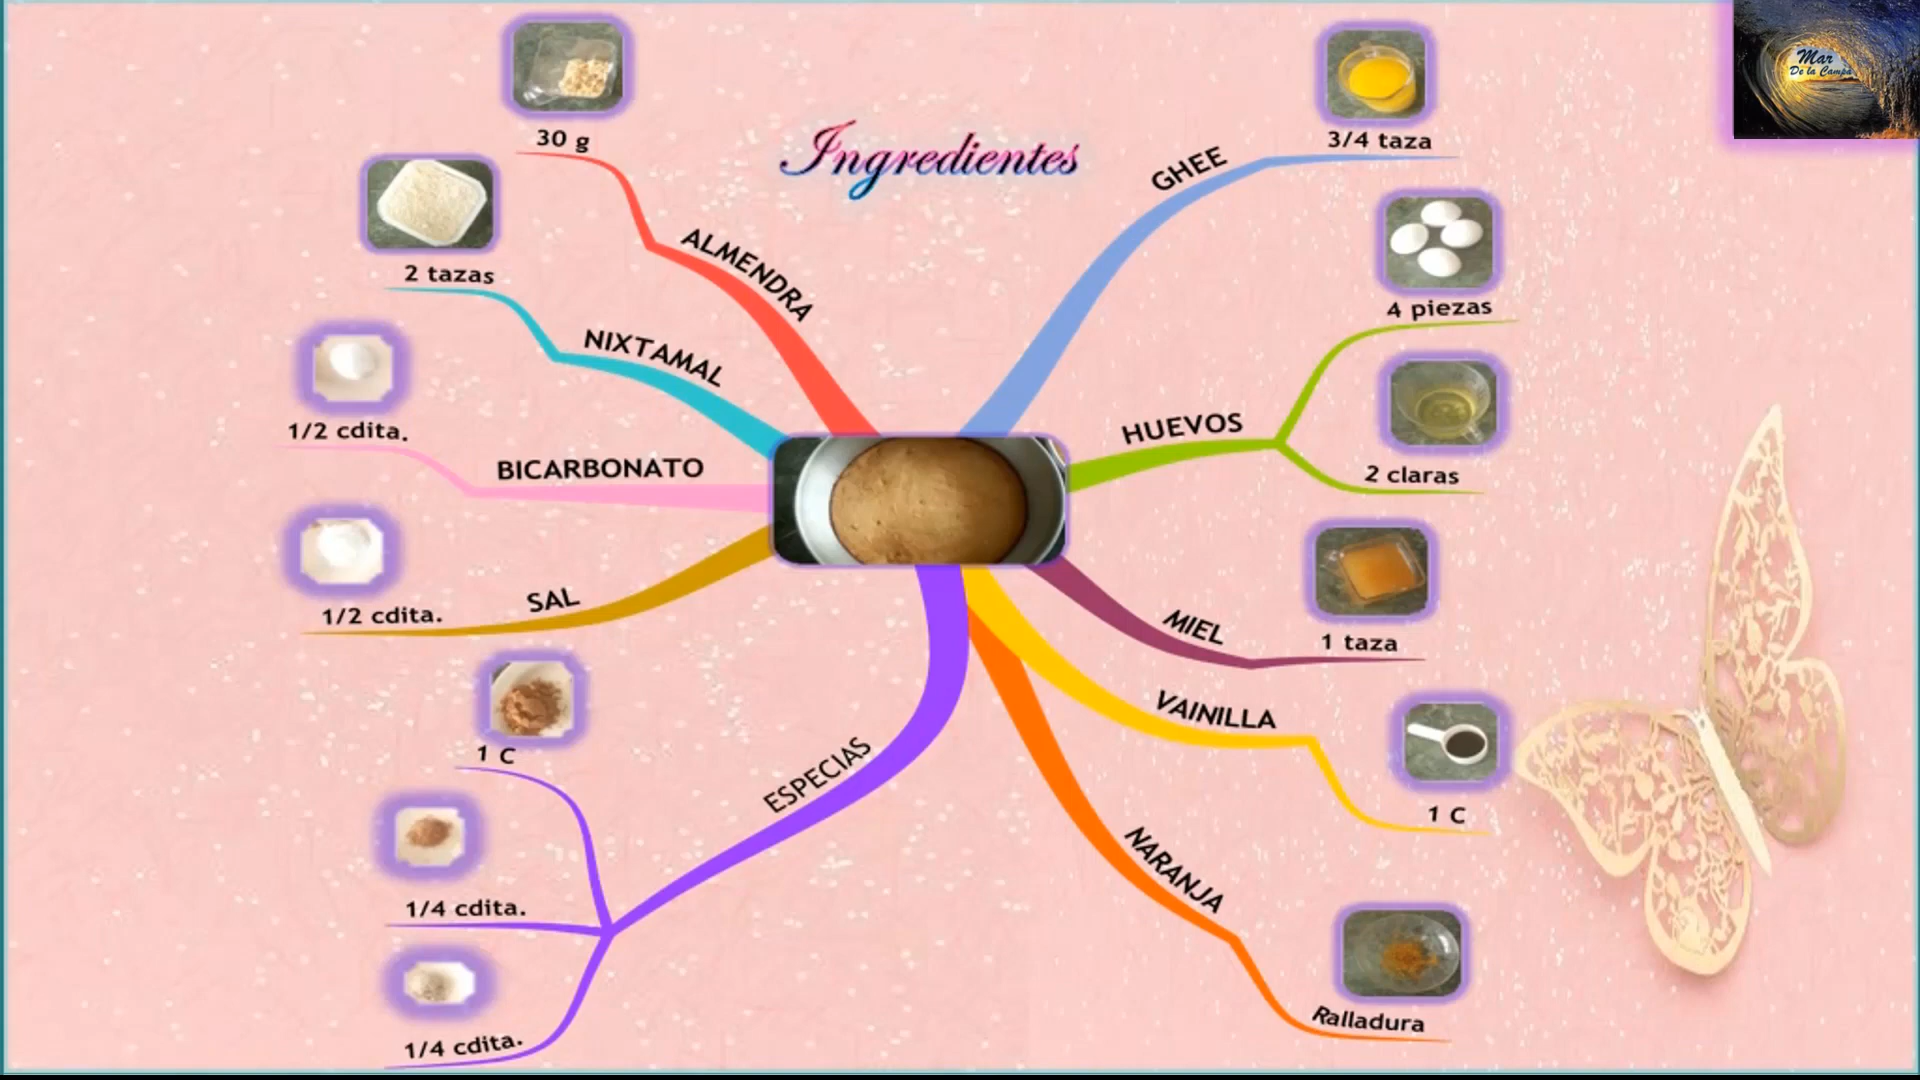 Ingredientes
GHEE
3/4 taza
HUEVOS
4 piezas
2 claras
MIEL
1 taza
VAINILLA
1 C
NARANJA
Ralladura
ESPECIAS
1 C
1/4 cdita.
1/4 cdita.
SAL
1/2 cdita.
BICARBONATO
1/2 cdita.
NIXTAMAL
2 tazas
ALMENDRA
30 g
Mar
De la Campa